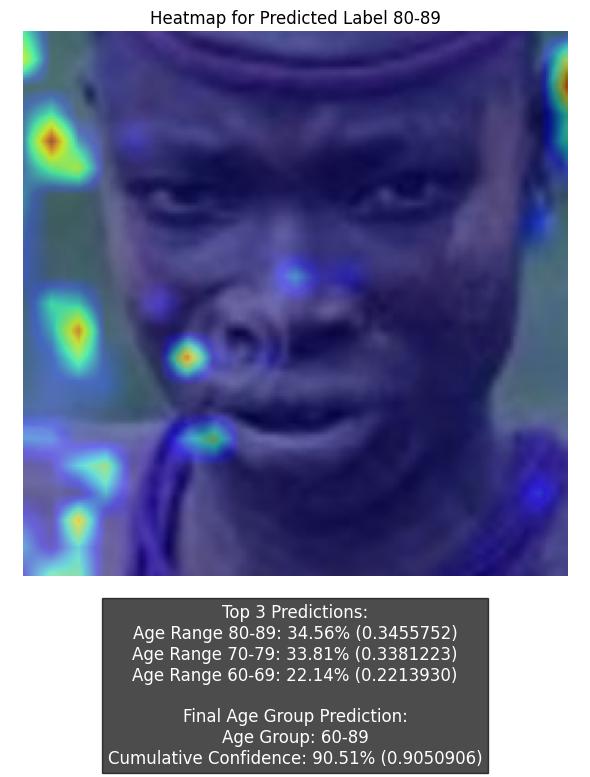 Heatmap for Predicted Label 80-89
Top 3 Predictions:
Age Range 80-89: 34.56% (0.3455752)
Age Range 70-79: 33.81% (0.3381223)
Age Range 60-69: 22.14% (0.2213930)
Final Age Group Prediction:
Age Group: 60-89
Cumulative Confidence: 90.51% (0.9050906)